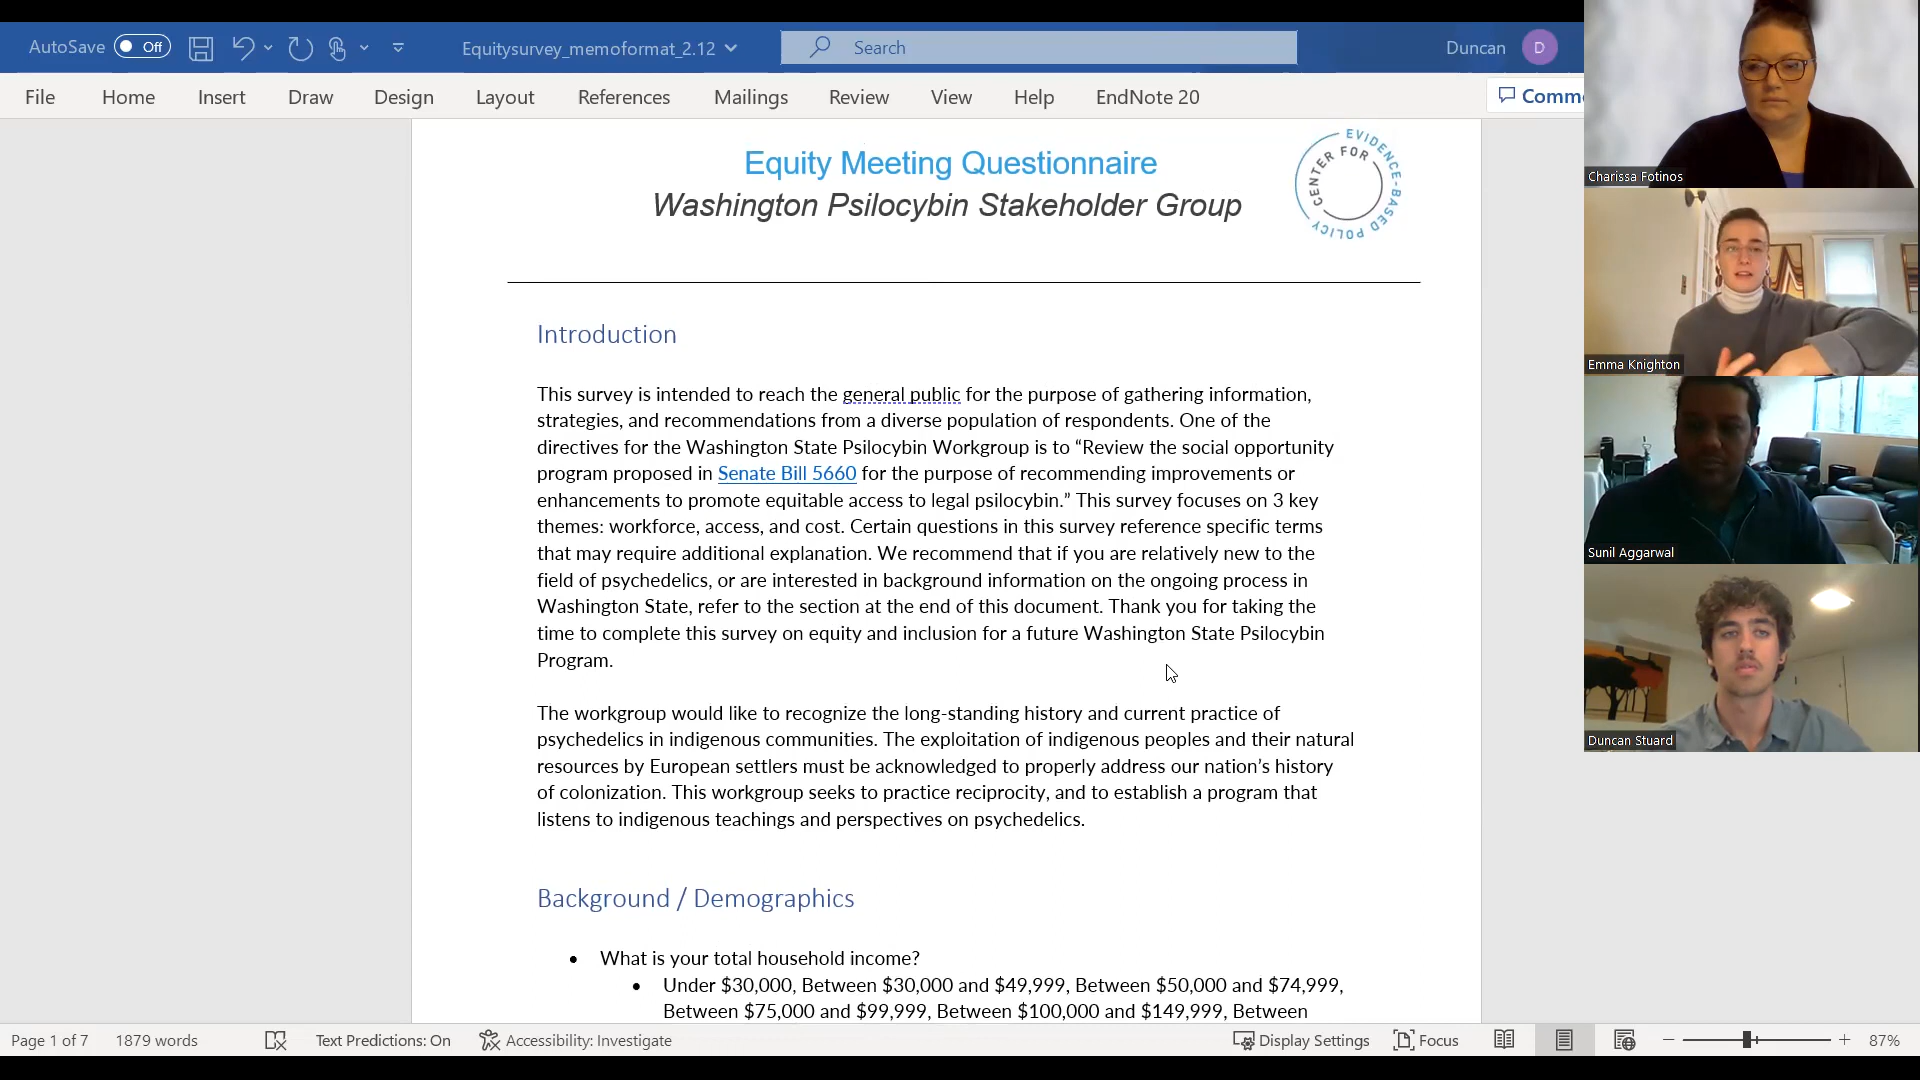 AutoSave Off Equitysurvey_memoformat_2.12 Search Duncan D
File Home Insert Draw Design Layout References Mailings Review View Help EndNote 20 Comme
Equity Meeting Questionnaire
Washington Psilocybin Stakeholder Group
CENTER FOR EVIDENCE-BASED POLICY
Introduction
This survey is intended to reach the general public for the purpose of gathering information,
strategies, and recommendations from a diverse population of respondents. One of the
directives for the Washington State Psilocybin Workgroup is to “Review the social opportunity
program proposed in Senate Bill 5660 for the purpose of recommending improvements or
enhancements to promote equitable access to legal psilocybin.” This survey focuses on 3 key
themes: workforce, access, and cost. Certain questions in this survey reference specific terms
that may require additional explanation. We recommend that if you are relatively new to the
field of psychedelics, or are interested in background information on the ongoing process in
Washington State, refer to the section at the end of this document. Thank you for taking the
time to complete this survey on equity and inclusion for a future Washington State Psilocybin
Program.
The workgroup would like to recognize the long-standing history and current practice of
psychedelics in indigenous communities. The exploitation of indigenous peoples and their natural
resources by European settlers must be acknowledged to properly address our nation’s history
of colonization. This workgroup seeks to practice reciprocity, and to establish a program that
listens to indigenous teachings and perspectives on psychedelics.
Background / Demographics
• What is your total household income?
• Under $30,000, Between $30,000 and $49,999, Between $50,000 and $74,999,
Between $75,000 and $99,999, Between $100,000 and $149,999, Between
Page 1 of 7 1879 words Text Predictions: On Accessibility: Investigate Display Settings Focus 87%
Charissa Fotinos
Emma Knighton
Sunil Aggarwal
Duncan Stuard